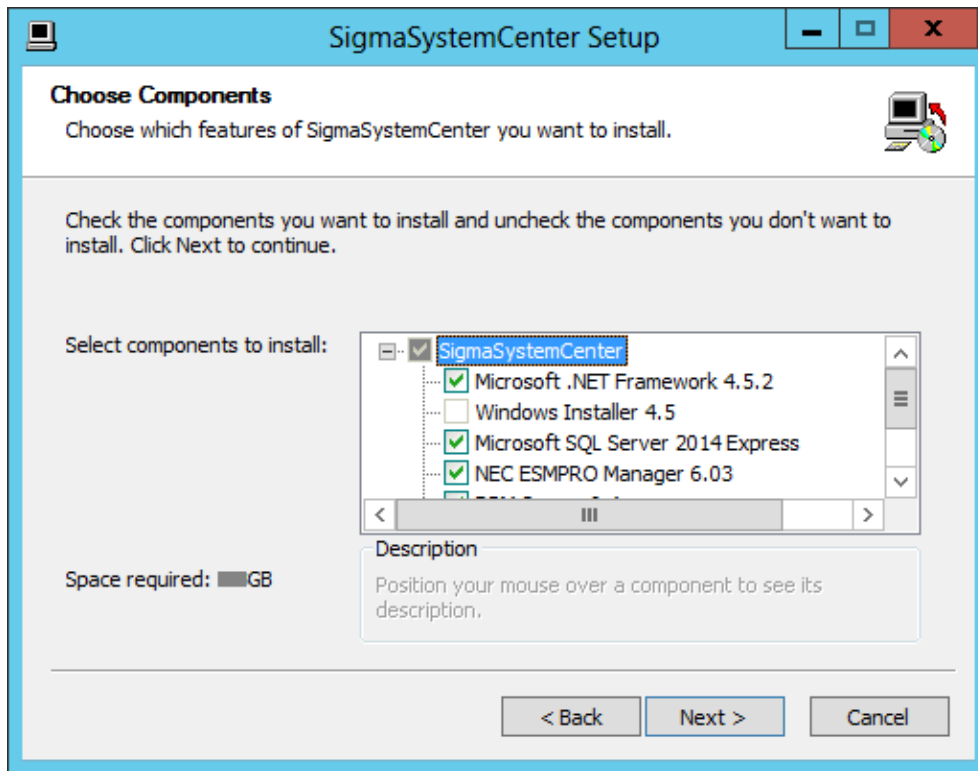 SigmaSystemCenter Setup
Choose Components
Choose which features of SigmaSystemCenter you want to install.
Check the components you want to install and uncheck the components you don't want to
install. Click Next to continue.
Select components to install:
SigmaSystemCenter
Microsoft .NET Framework 4.5.2
Windows Installer 4.5
Microsoft SQL Server 2014 Express
NEC ESMPRO Manager 6.03
Description
Space required: GB
Position your mouse over a component to see its
description.
< Back
Next >
Cancel